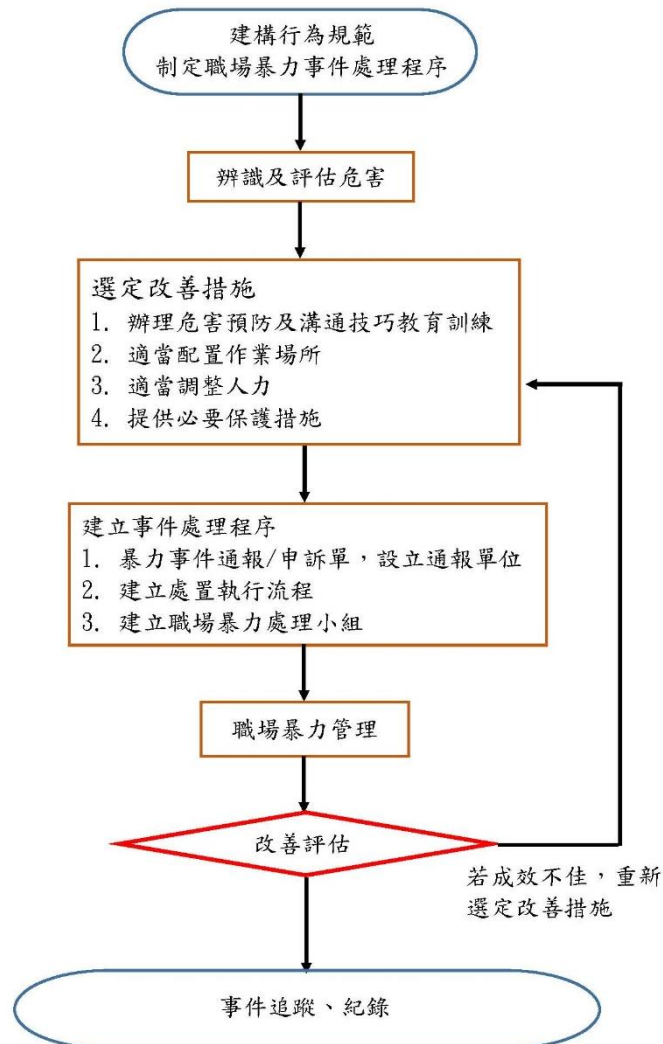 建構行為規範
制定職場暴力事件處理程序
辨識及評估危害
選定改善措施
1. 辦理危害預防及溝通技巧教育訓練
2. 適當配置作業場所
3. 適當調整人力
4. 提供必要保護措施
建立事件處理程序
1. 暴力事件通報/申訴單，設立通報單位
2. 建立處置執行流程
3. 建立職場暴力處理小組
職場暴力管理
改善評估
若成效不佳，重新
選定改善措施
事件追蹤、紀錄